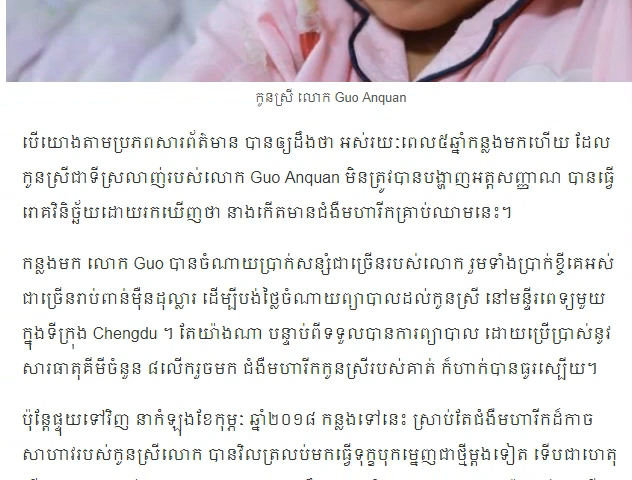 កូនស្រី លោក Guo Anquan
បើយោងតាមប្រភពសារព័ត៌មាន បានឲ្យដឹងថា អស់រយៈពេល៥ឆ្នាំកន្លងមកហើយ ដែល
កូនស្រីជាទីស្រលាញ់របស់លោក Guo Anquan មិនត្រូវបានបង្ហាញអត្តសញ្ញាណ បានធ្វើ
រោគវិនិច្ឆ័យដោយរកឃើញថា នាងកើតមានជំងឺមហារីកគ្រាប់ឈាមនេះ។
កន្លងមក លោក Guo បានចំណាយប្រាក់សន្សំជាច្រើនរបស់លោក រួមទាំងប្រាក់ខ្ចីគេអស់
ជាច្រើនរាប់ពាន់ម៉ឺនដុល្លារ ដើម្បីបង់ថ្លៃចំណាយព្យាបាលដល់កូនស្រី នៅមន្ទីរពេទ្យមួយ
ក្នុងទីក្រុង Chengdu ។ តែយ៉ាងណា បន្ទាប់ពីទទួលបានការព្យាបាល ដោយប្រើប្រាស់នូវ
សារធាតុគីមីចំនួន ៨លើករួចមក ជំងឺមហារីកកូនស្រីរបស់គាត់ ក៏ហាក់បានធូរស្បើយ។
ប៉ុន្តែផ្ទុយទៅវិញ នាកំឡុងខែកុម្ភៈ ឆ្នាំ២០១៨ កន្លងទៅនេះ ស្រាប់តែជំងឺមហារីកដ៏កាច
សាហាវរបស់កូនស្រីលោក បានវិលត្រលប់មកធ្វើទុក្ខបុកម្នេញជាថ្មីម្តងទៀត ទើបជាហេតុ